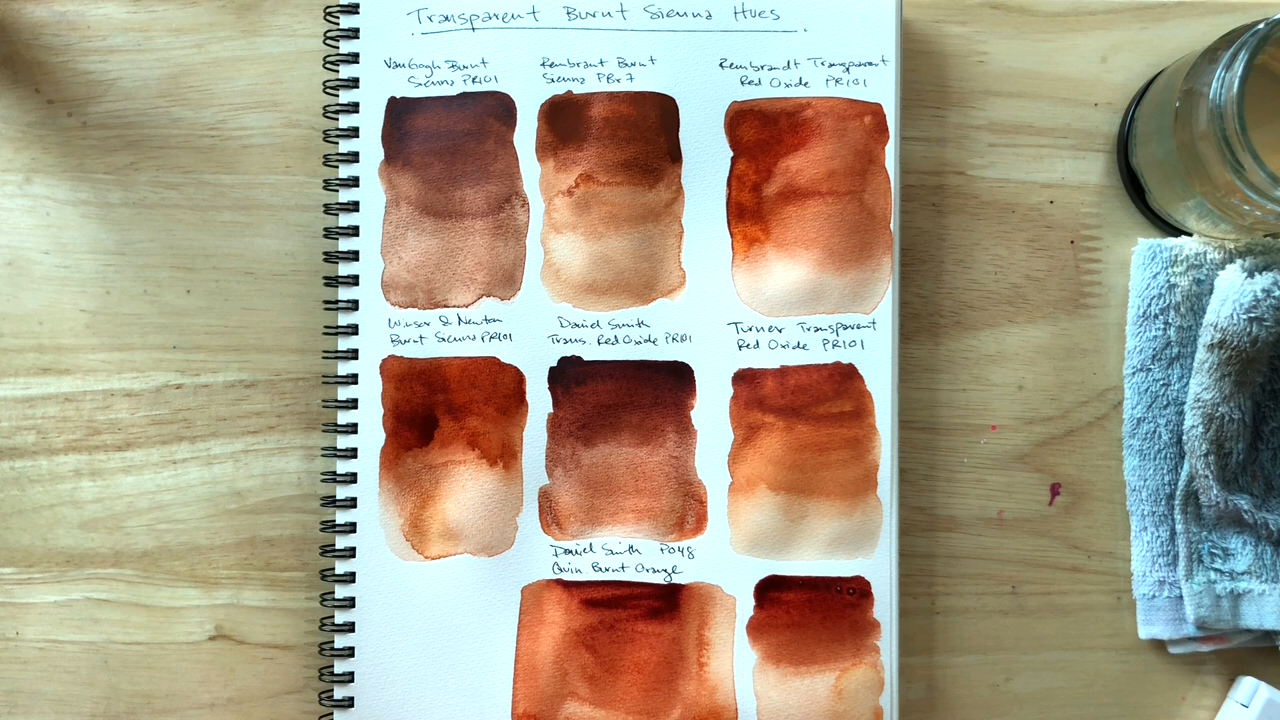 Transparent Burnt Sienna Hues
Van Gogh Burnt
Sienna PR101
Rembrant Burnt
Sienna PBr7
Rembrandt Transparent
Red Oxide PR101
Winsor & Newton
Burnt Sienna PR101
Daniel Smith
Trans. Red Oxide PR101
Turner Transparent
Red Oxide PR101
Daniel Smith PO48
Quin Burnt Orange